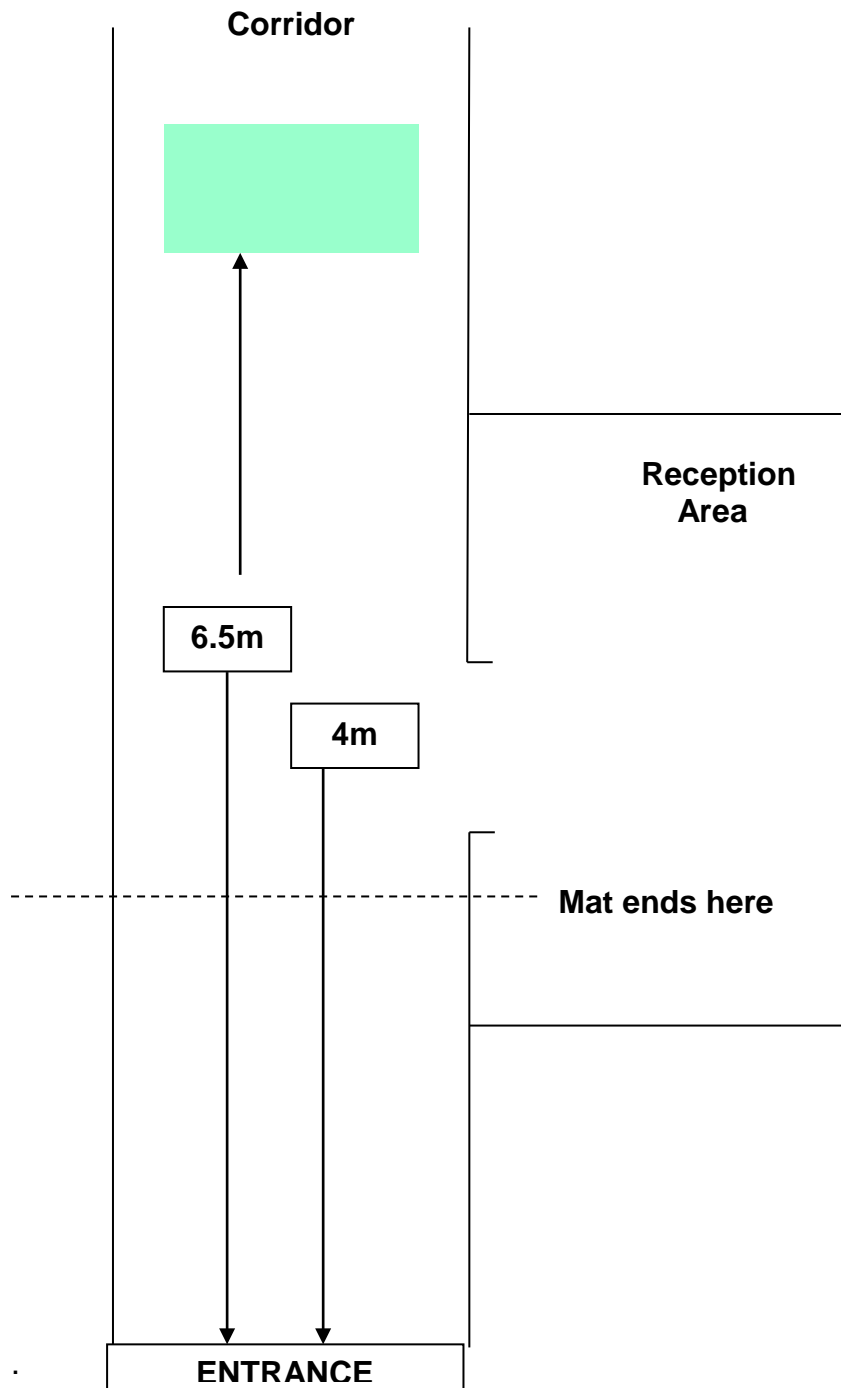 Corridor
Reception
Area
6.5m
4m
Mat ends here
.
ENTRANCE